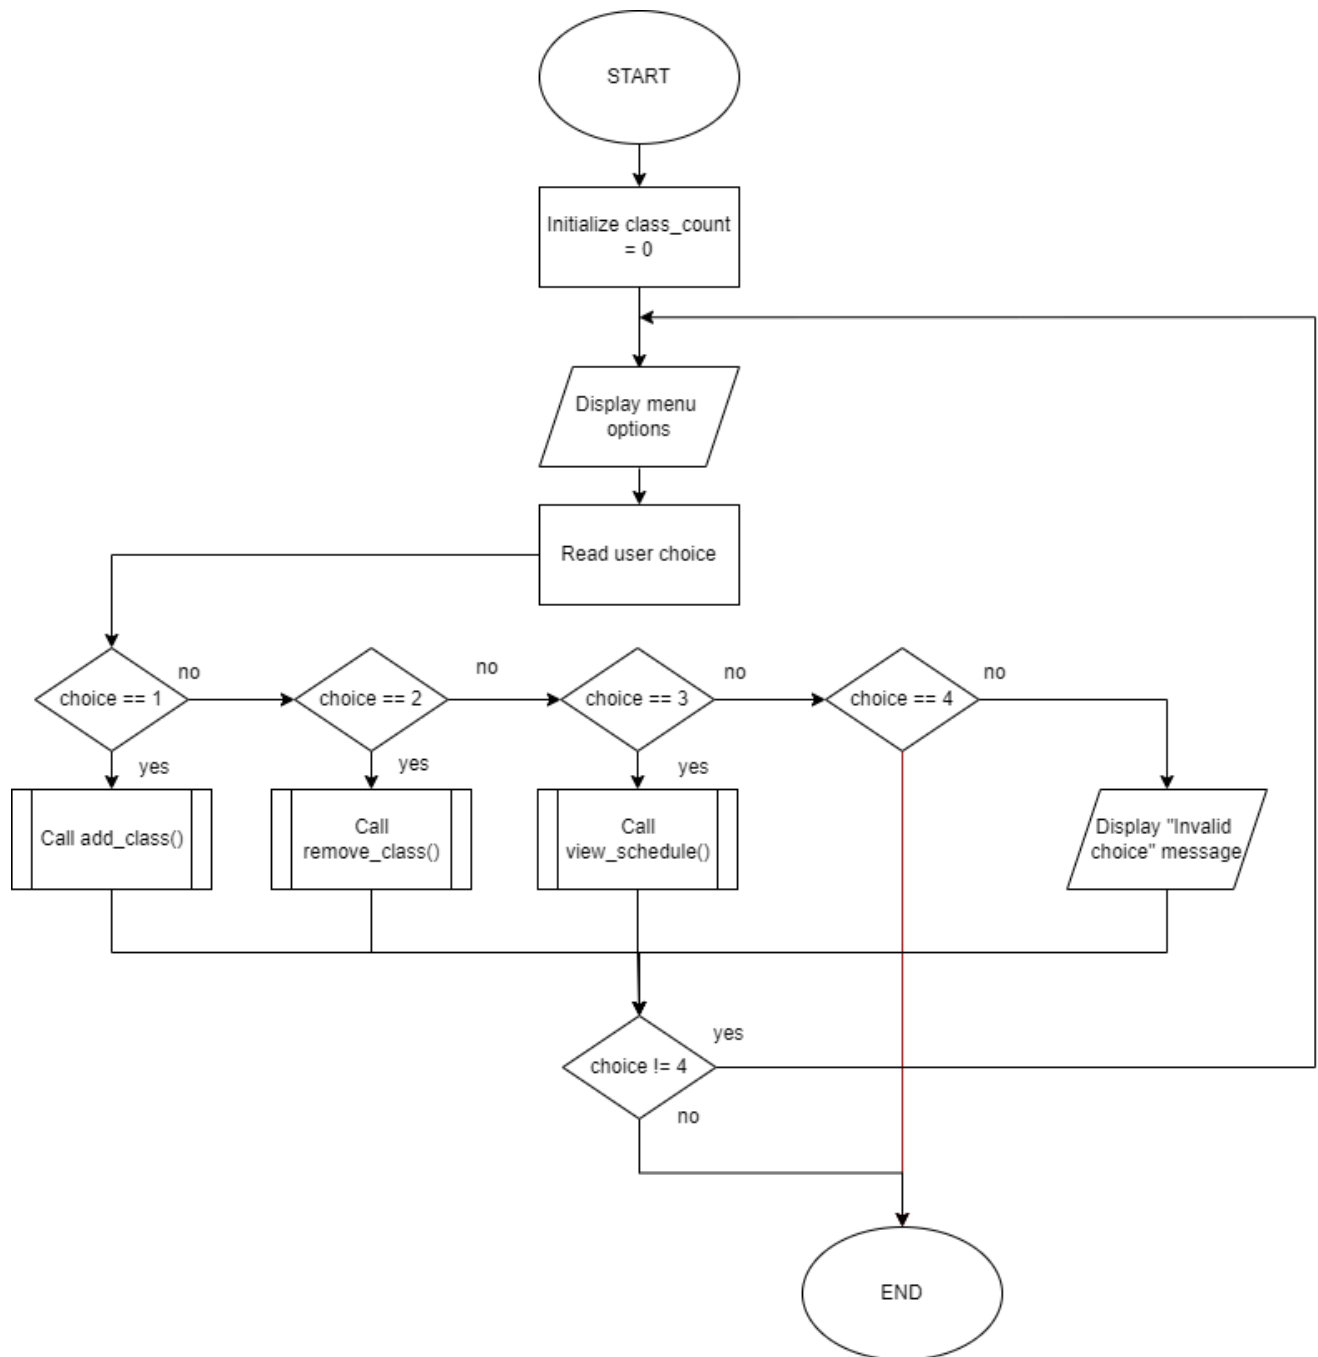 START
Initialize class_count
= 0
Display menu
options
Read user choice
choice == 1
no
choice == 2
no
choice == 3
no
choice == 4
no
yes
yes
yes
Call add_class()
Call
remove_class()
Call
view_schedule()
Display "Invalid
choice" message
choice != 4
yes
no
END